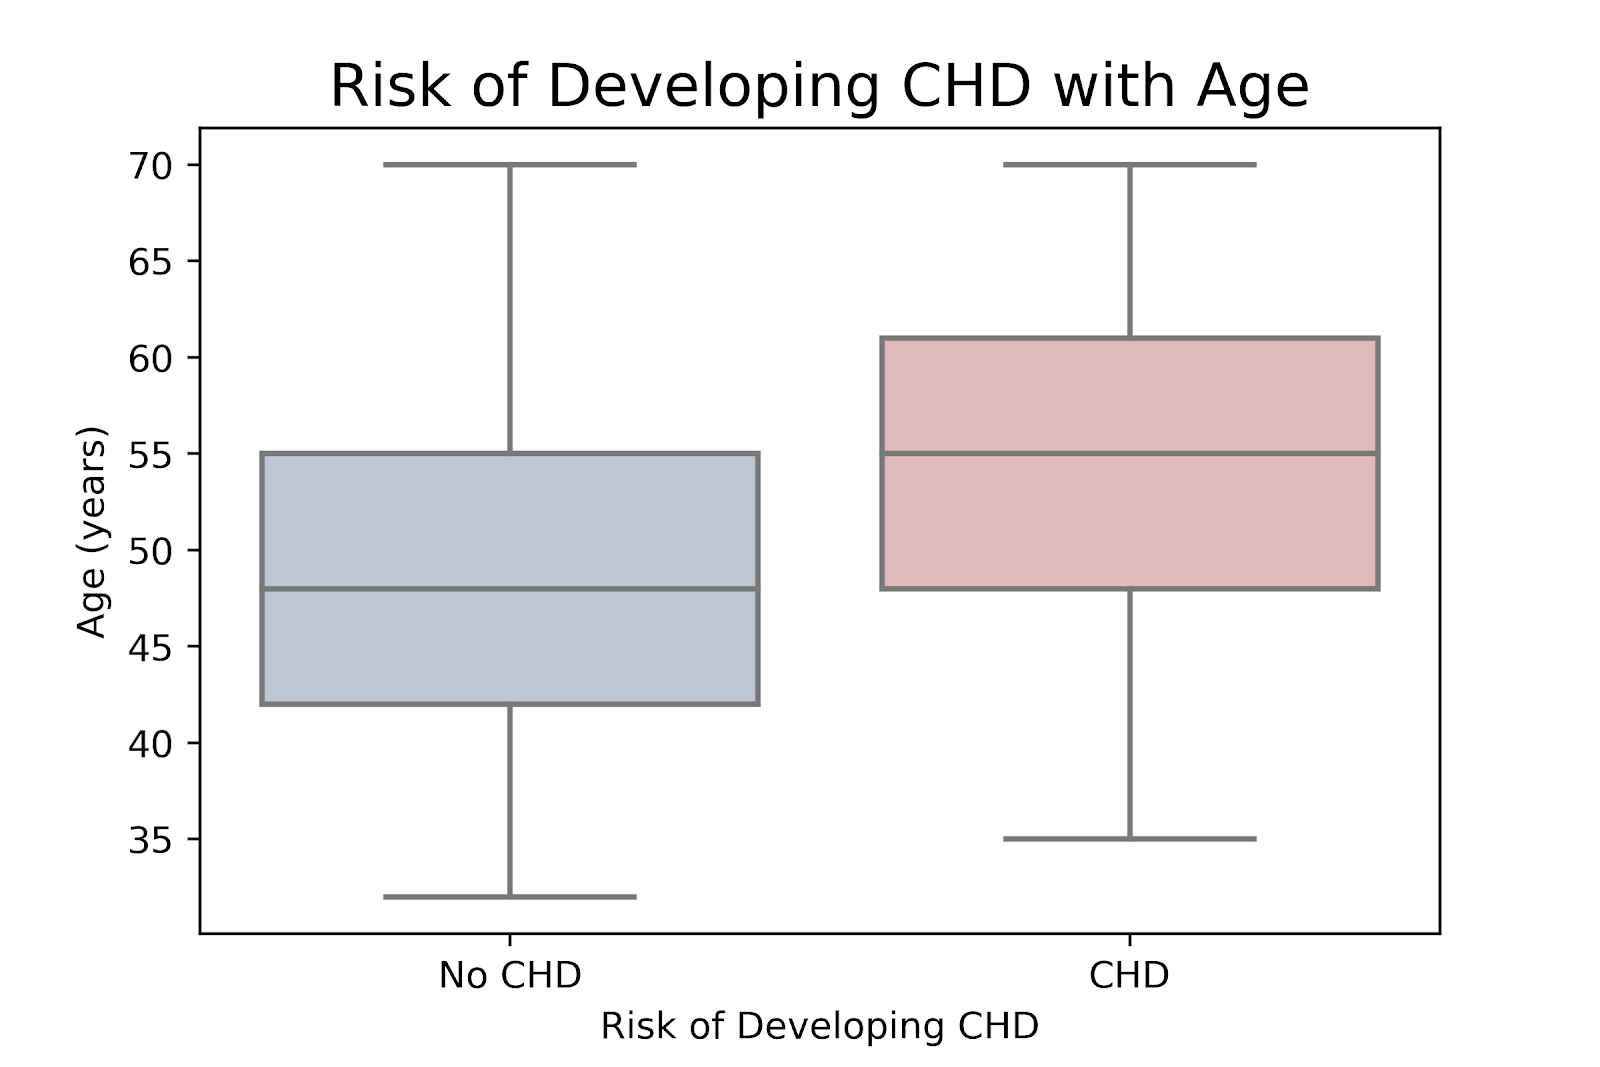 Risk of Developing CHD with Age
Age (years)
70
65
60
55
50
45
40
35
No CHD
CHD
Risk of Developing CHD